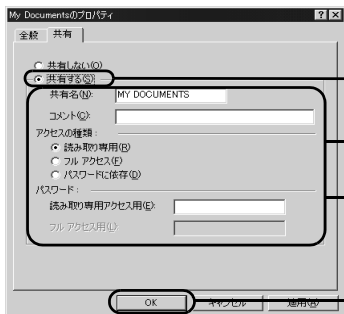 My Documentsのプロパティ
全般 共有
共有しない(O)
共有する(S):
共有名(N): MY DOCUMENTS
コメント(C):
アクセスの種類:
読み取り専用(R)
フル アクセス(F)
パスワードに依存(D)
パスワード:
読み取り専用アクセス用(E):
フル アクセス用(L):
OK キャンセル 適用(A)